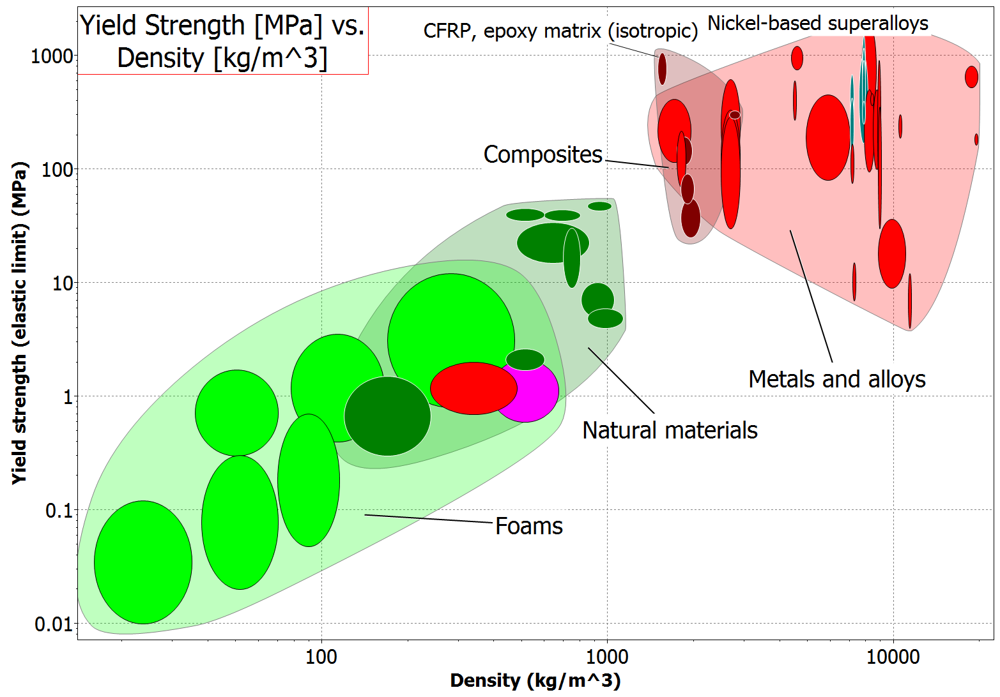 Yield Strength [MPa] vs.
Density [kg/m^3]
CFRP, epoxy matrix (isotropic)
Nickel-based superalloys
Composites
Metals and alloys
Natural materials
Foams
Yield strength (elastic limit) (MPa)
1000
100
10
1
0.1
0.01
100
1000
10000
Density (kg/m^3)